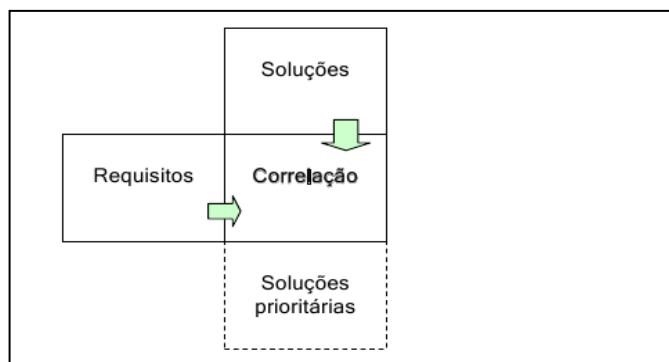 Soluções
Requisitos
Correlação
Soluções
prioritárias